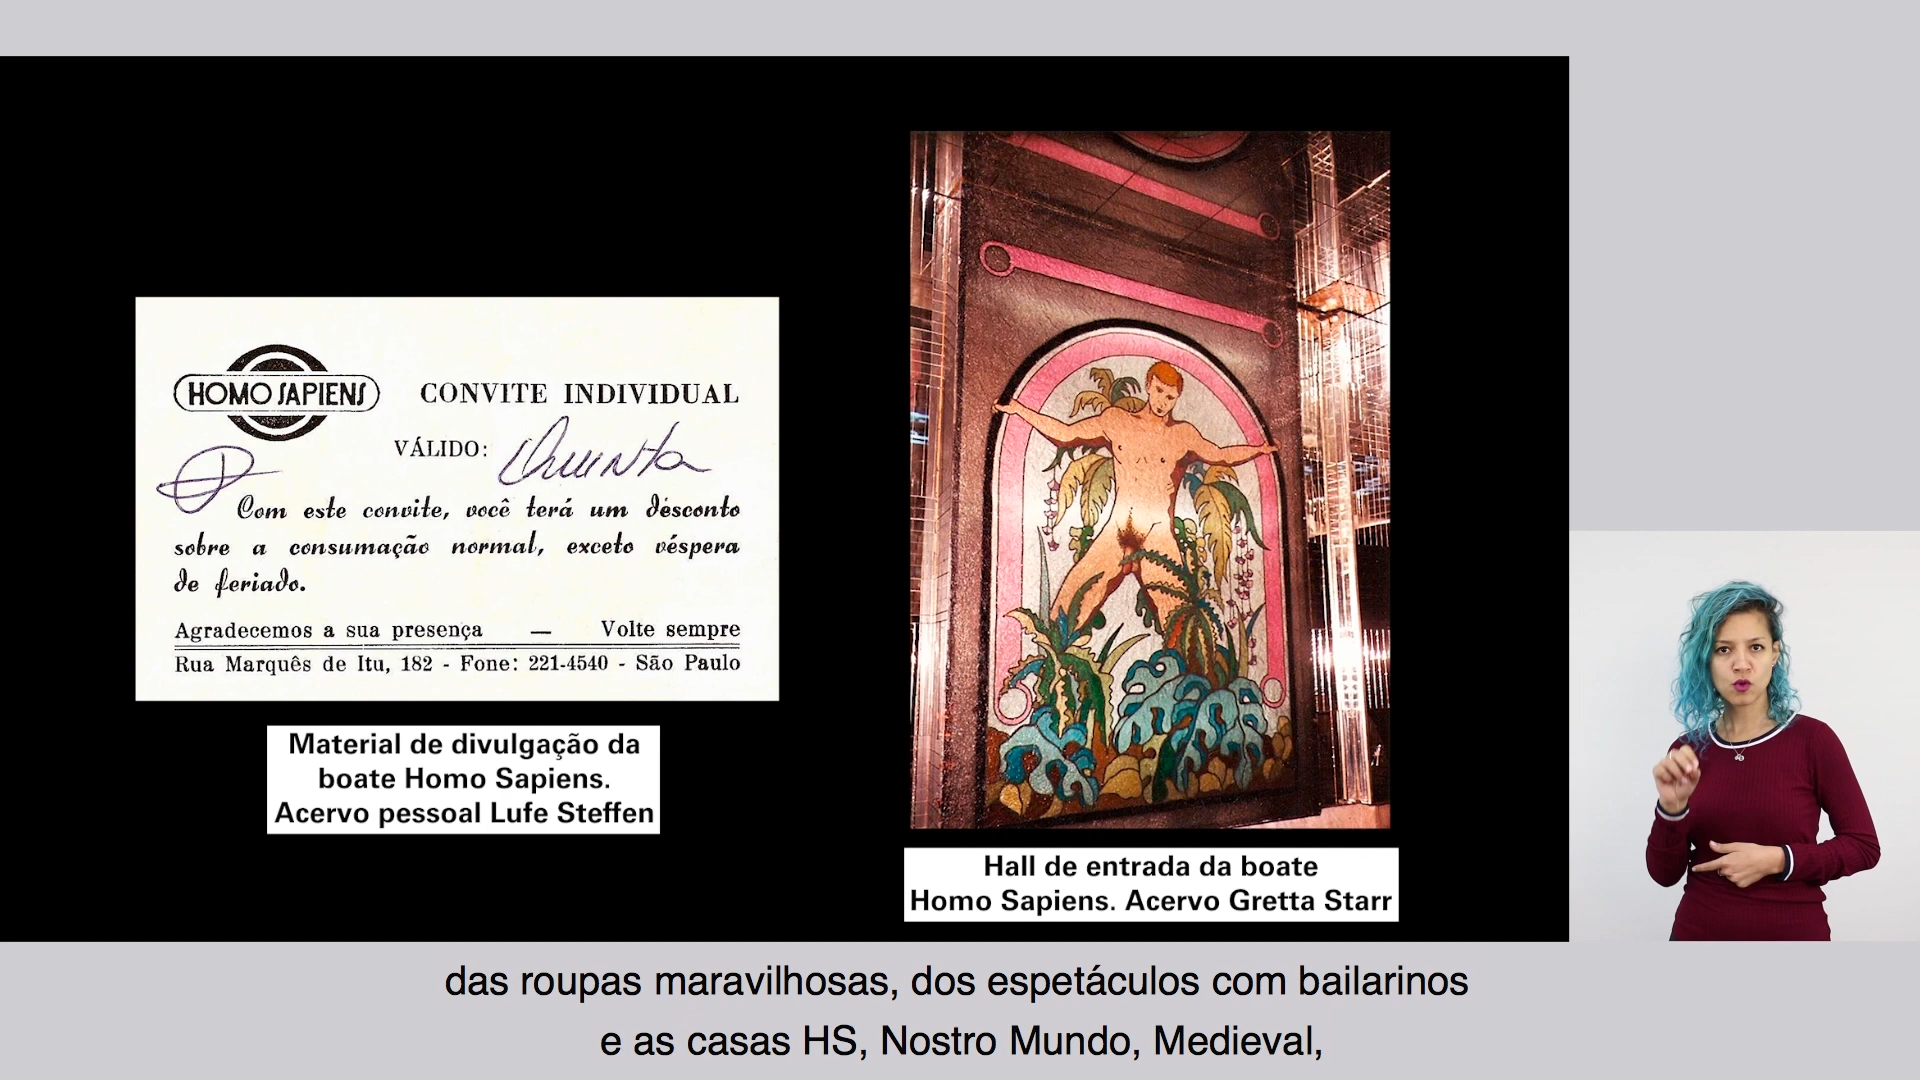 HOMO SAPIENS
CONVITE INDIVIDUAL
VÁLIDO: Quinta
Com este convite, você terá um désconto
sobre a consumação normal, exceto véspera
de feriado.
Agradecemos a sua presença — Volte sempre
Rua Marquês de Itu, 182 - Fone: 221-4540 - São Paulo
Material de divulgação da
boate Homo Sapiens.
Acervo pessoal Lufe Steffen
Hall de entrada da boate
Homo Sapiens. Acervo Gretta Starr
das roupas maravilhosas, dos espetáculos com bailarinos
e as casas HS, Nostro Mundo, Medieval,